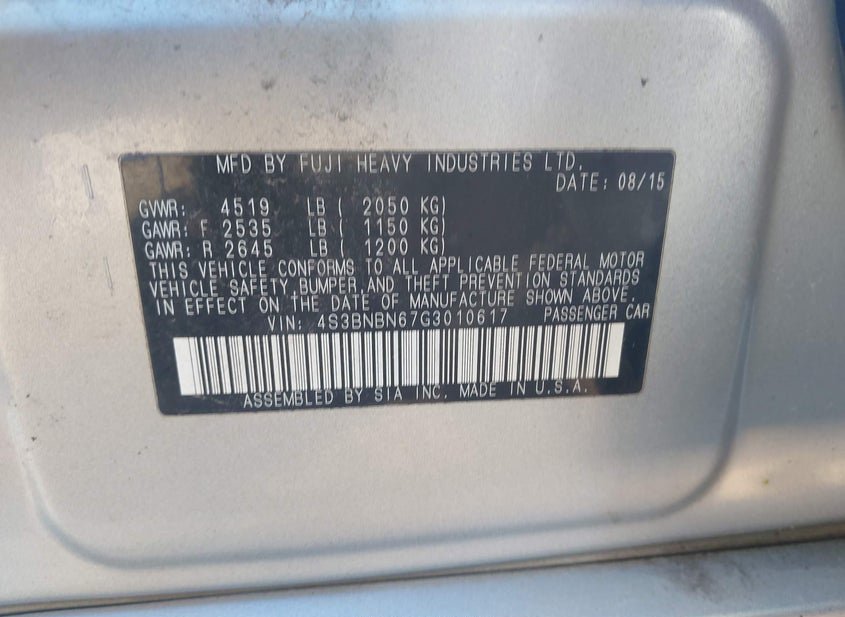 MFD BY FUJI HEAVY INDUSTRIES LTD.
DATE: 08/15
GVWR: 4519 LB ( 2050 KG)
GAWR: F 2535 LB ( 1150 KG)
GAWR: R 2645 LB ( 1200 KG)
THIS VEHICLE CONFORMS TO ALL APPLICABLE FEDERAL MOTOR
VEHICLE SAFETY,BUMPER,AND THEFT PREVENTION STANDARDS
IN EFFECT ON THE DATE OF MANUFACTURE SHOWN ABOVE.
VIN: 4S3BNBN67G3010617 PASSENGER CAR
ASSEMBLED BY SIA INC. MADE IN U.S.A.